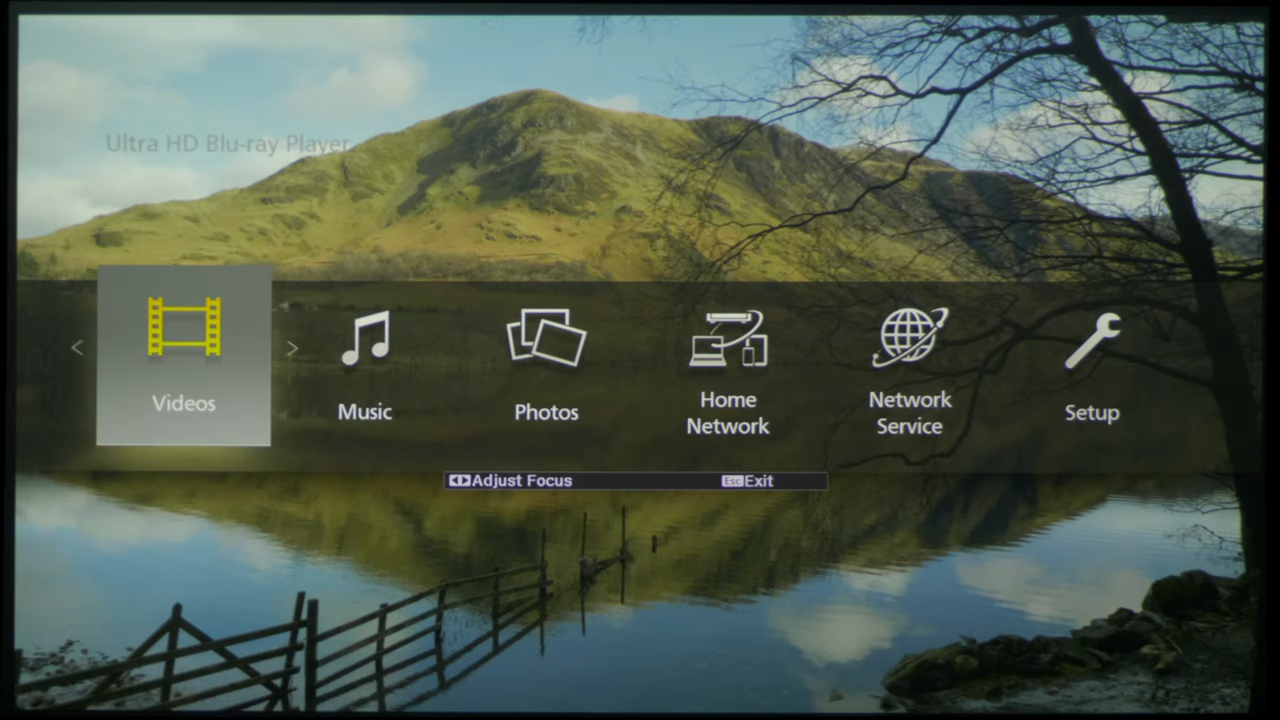 Ultra HD Blu-ray Player
Videos
Music
Photos
Home
Network
Network
Service
Setup
Adjust Focus
Esc Exit